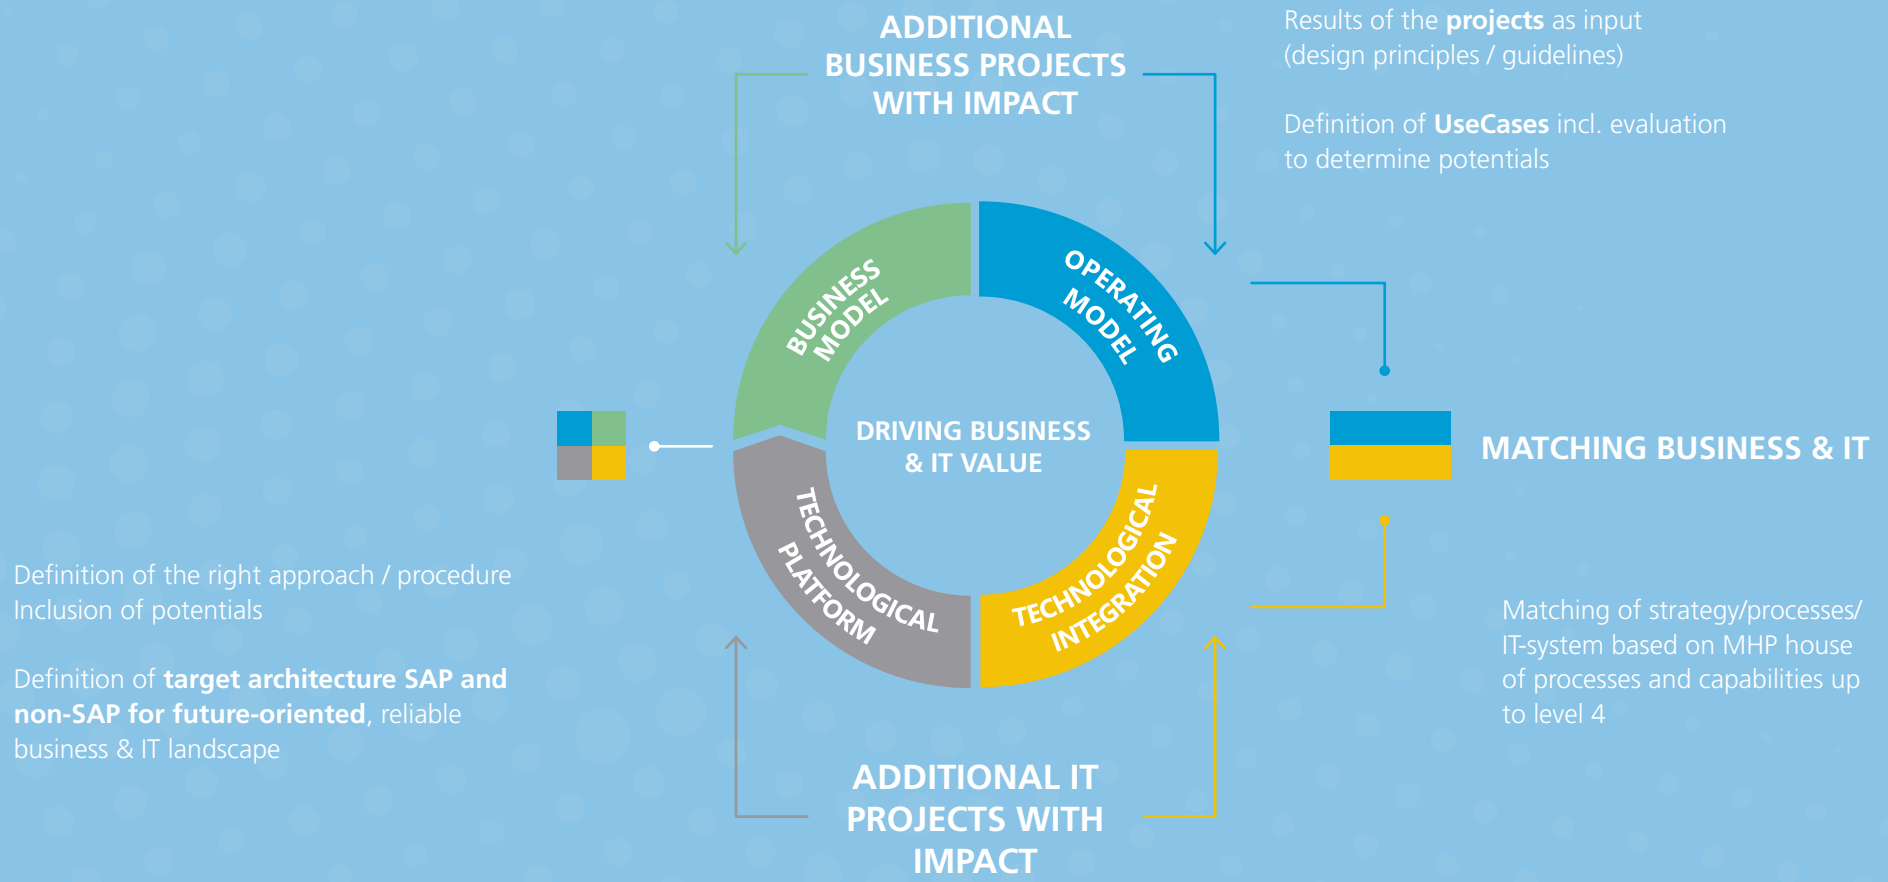 ADDITIONAL
BUSINESS PROJECTS
WITH IMPACT
Results of the projects as input
(design principles / guidelines)
Definition of UseCases incl. evaluation
to determine potentials
BUSINESS
MODEL
OPERATING
MODEL
DRIVING BUSINESS
& IT VALUE
MATCHING BUSINESS & IT
TECHNOLOGICAL
PLATFORM
TECHNOLOGICAL
INTEGRATION
Definition of the right approach / procedure
Inclusion of potentials
Definition of target architecture SAP and
non-SAP for future-oriented, reliable
business & IT landscape
Matching of strategy/processes/
IT-system based on MHP house
of processes and capabilities up
to level 4
ADDITIONAL IT
PROJECTS WITH
IMPACT